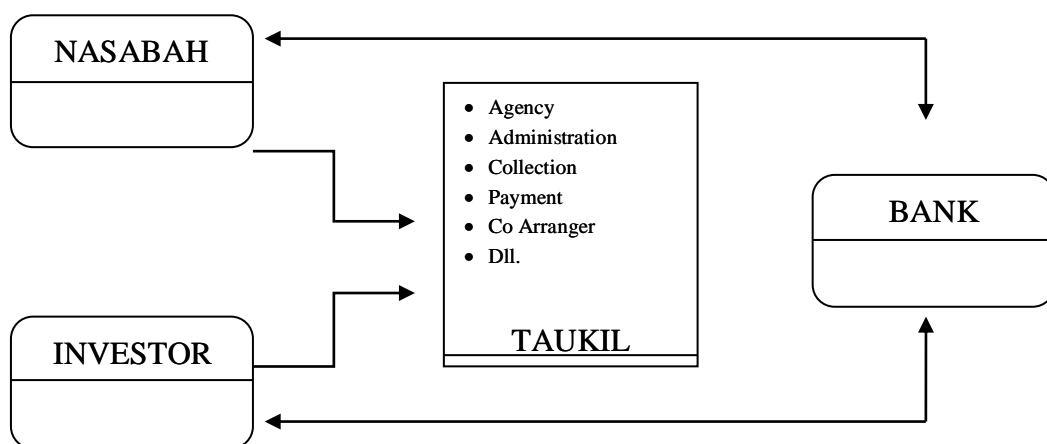 NASABAH
• Agency
• Administration
• Collection
• Payment
• Co Arranger
• Dll.
TAUKIL
BANK
INVESTOR